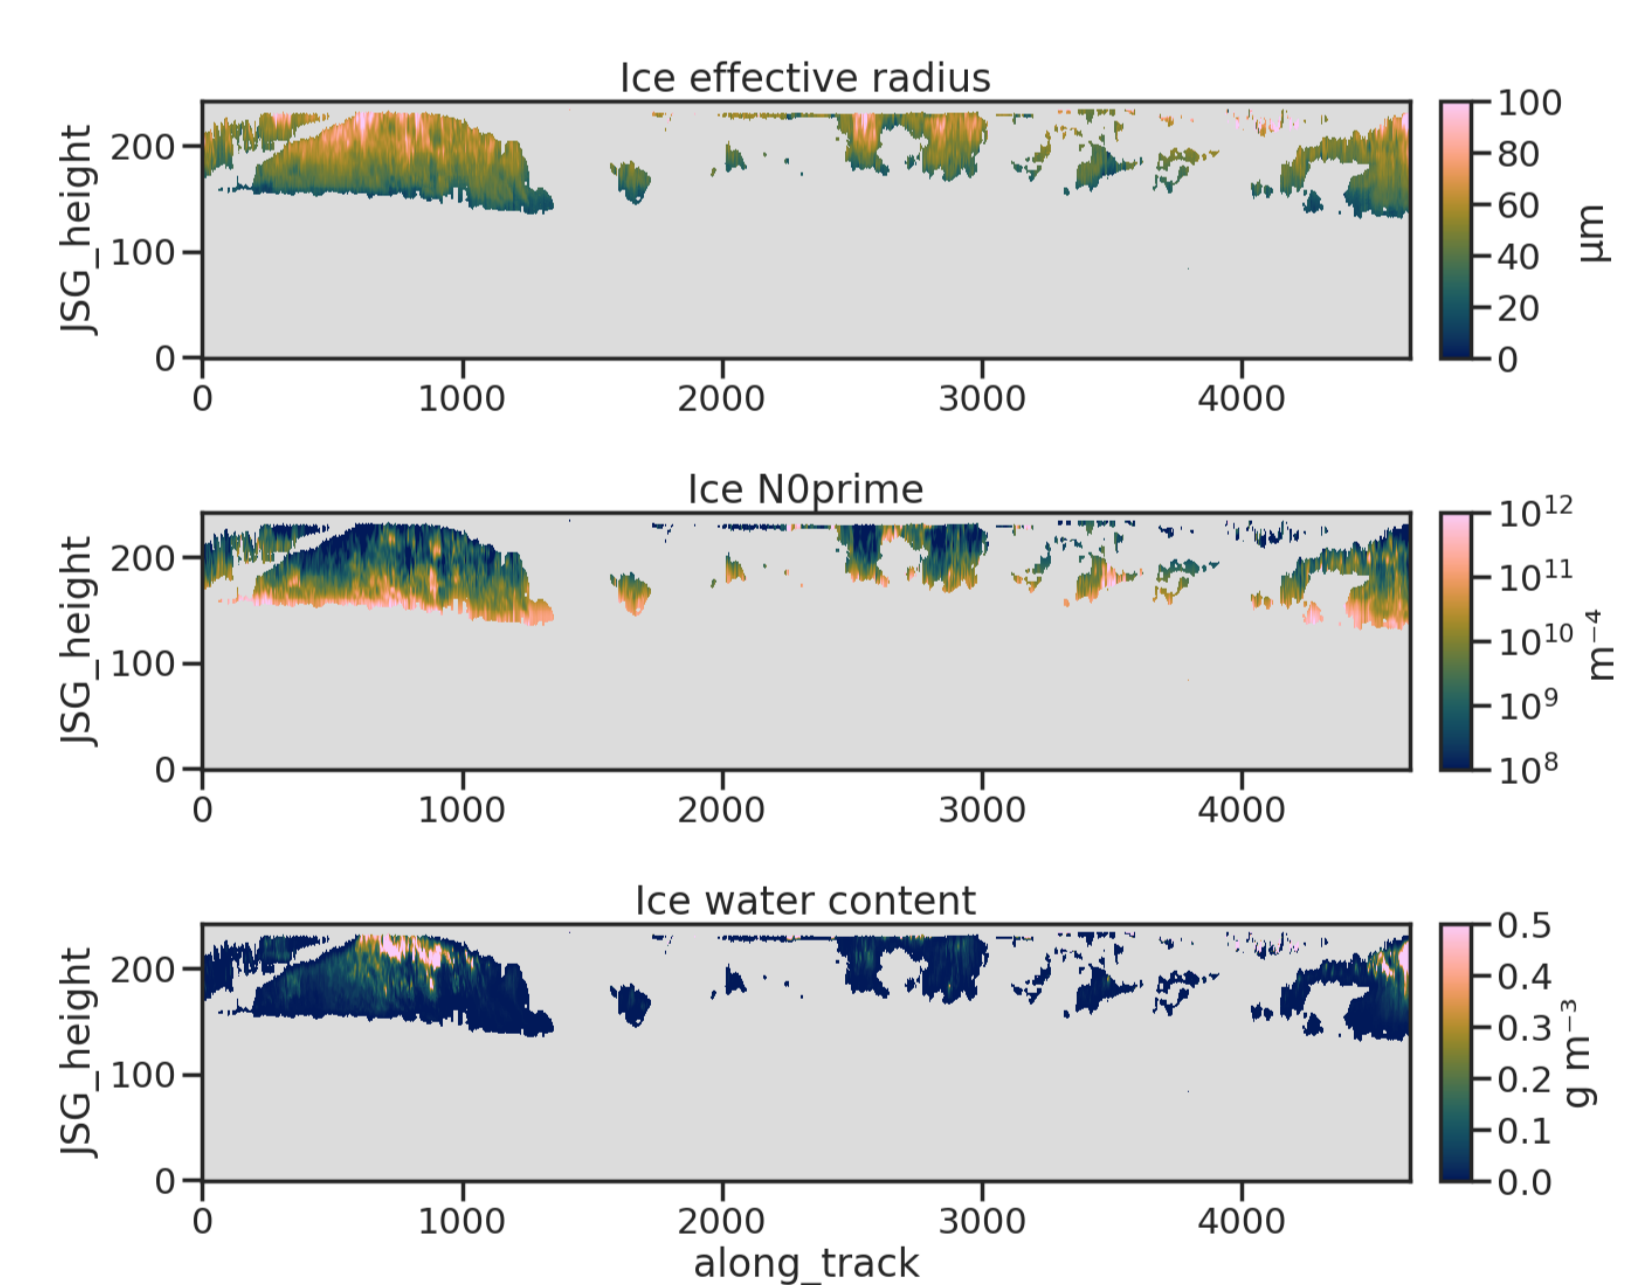 Ice effective radius
JSG_height
200
100
0
0 1000 2000 3000 4000
100
80
60
40
20
0
µm
Ice N0prime
JSG_height
200
100
0
0 1000 2000 3000 4000
10¹²
10¹¹
10¹⁰
10⁹
10⁸
m⁻⁴
Ice water content
JSG_height
200
100
0
0 1000 2000 3000 4000
along_track
0.5
0.4
0.3
0.2
0.1
0.0
g m⁻³